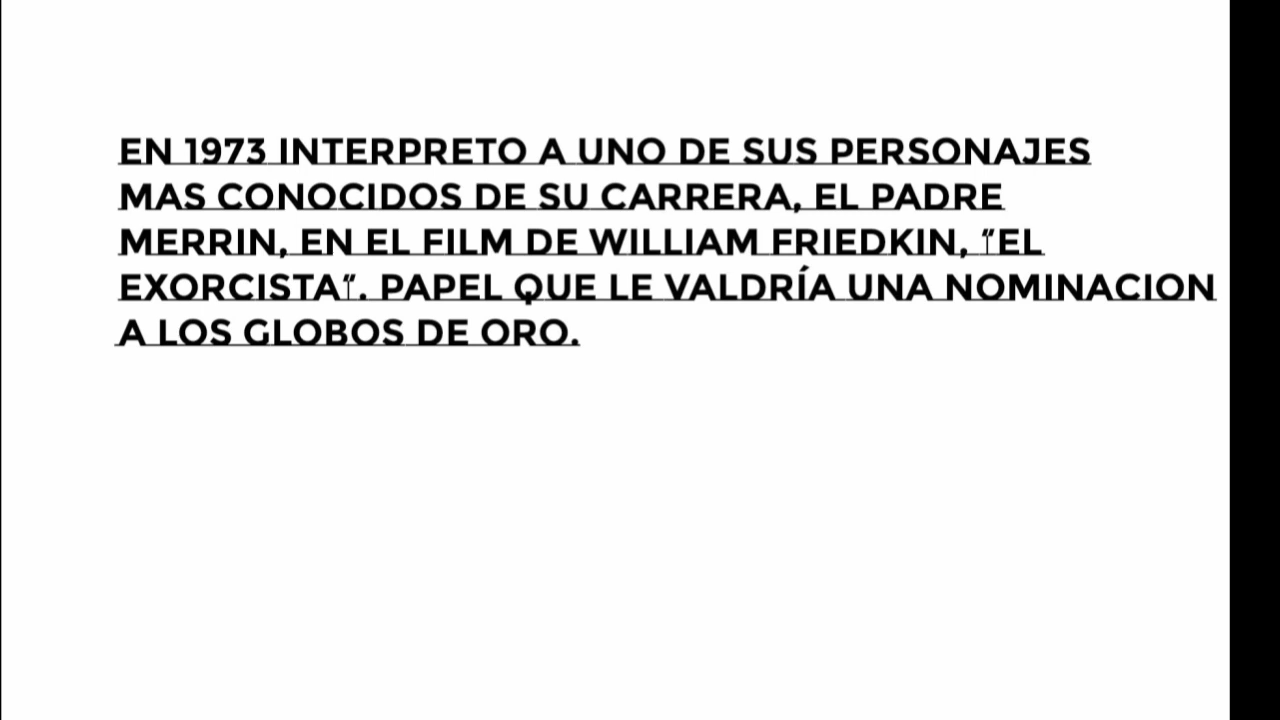 EN 1973 INTERPRETO A UNO DE SUS PERSONAJES
MAS CONOCIDOS DE SU CARRERA, EL PADRE
MERRIN, EN EL FILM DE WILLIAM FRIEDKIN, "EL
EXORCISTA". PAPEL QUE LE VALDRÍA UNA NOMINACION
A LOS GLOBOS DE ORO.